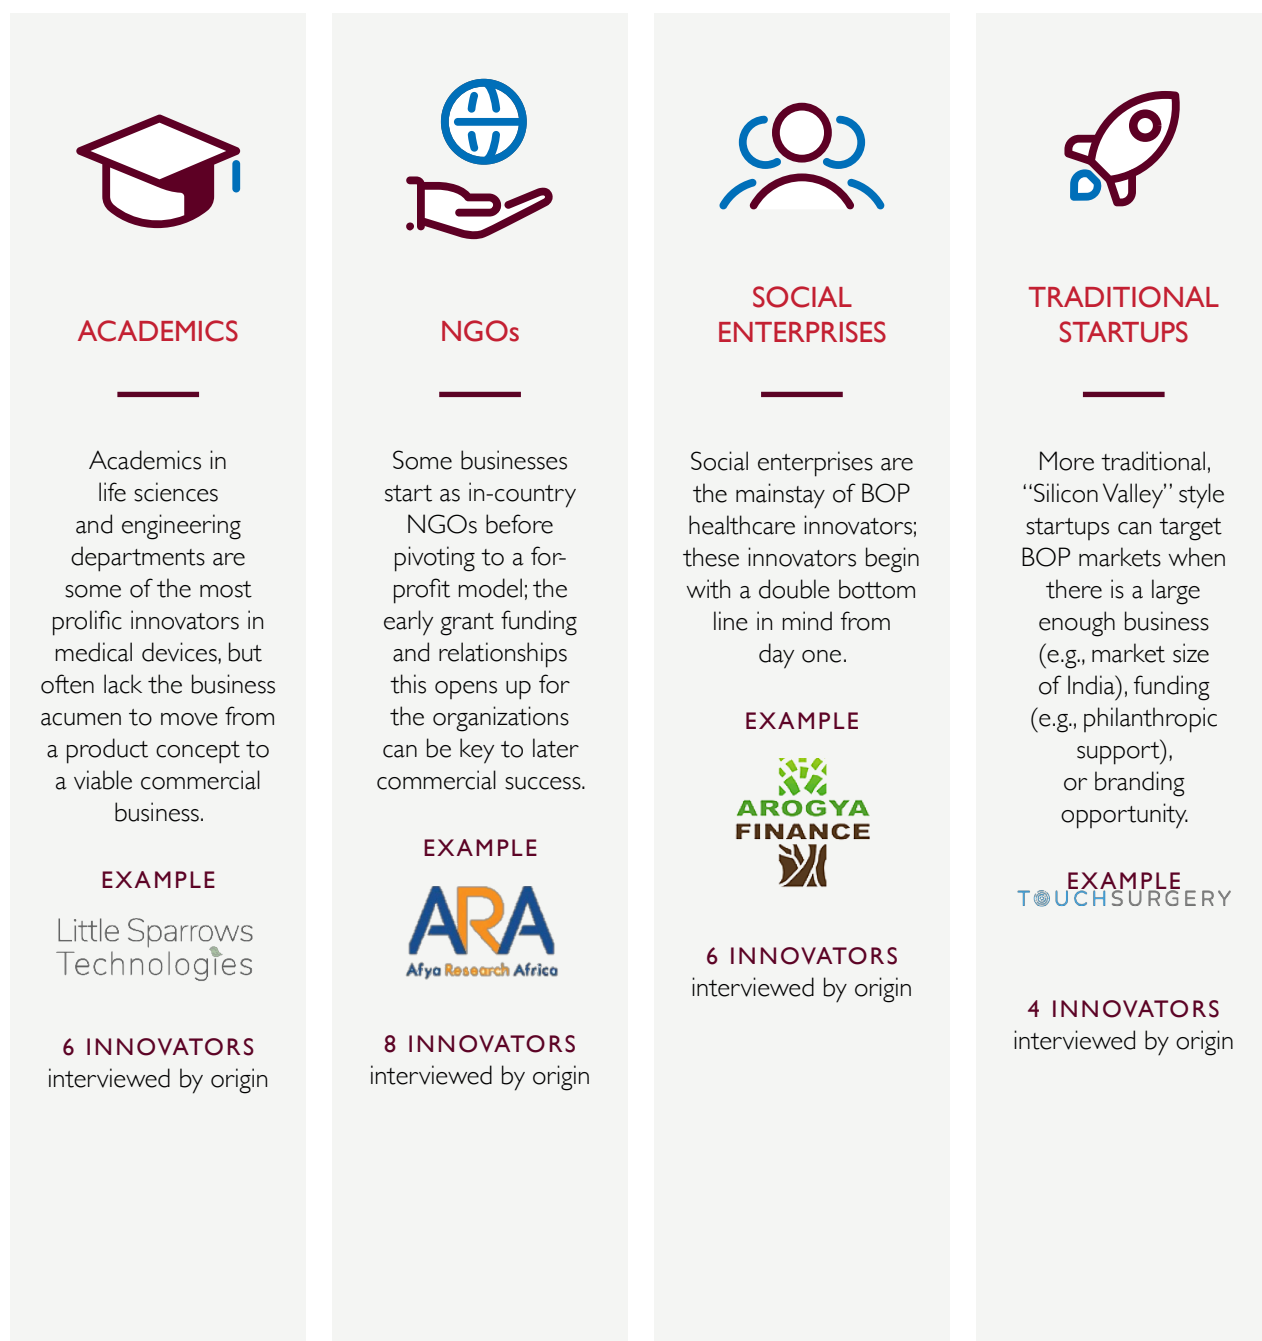 ACADEMICS
Academics in
life sciences
and engineering
departments are
some of the most
prolific innovators in
medical devices, but
often lack the business
acumen to move from
a product concept to
a viable commercial
business.
EXAMPLE
Little Sparrows
Technologies
6 INNOVATORS
interviewed by origin
NGOs
Some businesses
start as in-country
NGOs before
pivoting to a for-
profit model; the
early grant funding
and relationships
this opens up for
the organizations
can be key to later
commercial success.
EXAMPLE
ARA
Afya Research Africa
8 INNOVATORS
interviewed by origin
SOCIAL
ENTERPRISES
Social enterprises are
the mainstay of BOP
healthcare innovators;
these innovators begin
with a double bottom
line in mind from
day one.
EXAMPLE
AROGYA
FINANCE
6 INNOVATORS
interviewed by origin
TRADITIONAL
STARTUPS
More traditional,
“Silicon Valley” style
startups can target
BOP markets when
there is a large
enough business
(e.g., market size
of India), funding
(e.g., philanthropic
support),
or branding
opportunity.
EXAMPLE
TOUCHSURGERY
4 INNOVATORS
interviewed by origin